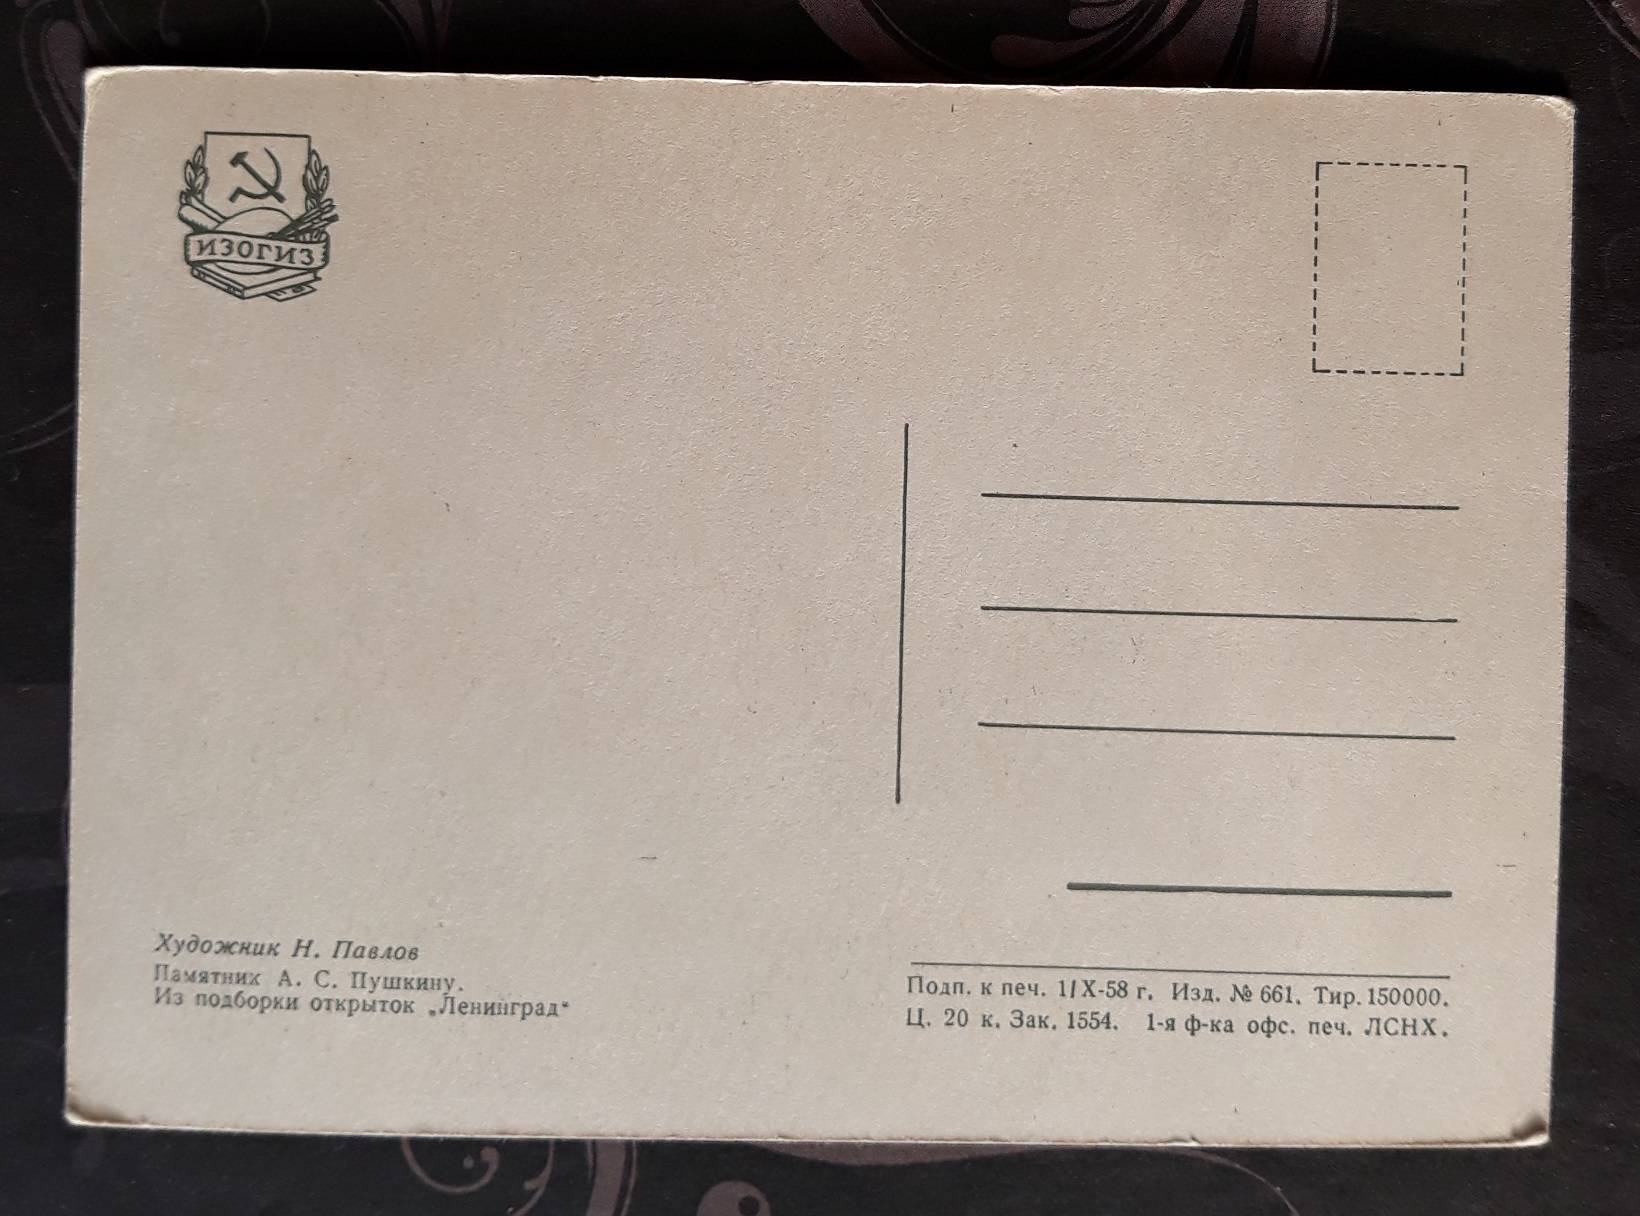 ИЗОГИЗ
Художник Н. Павлов
Памятник А. С. Пушкину.
Из подборки открыток „Ленинград“
Подп. к печ. 1/X-58 г. Изд. № 661. Тир. 150000.
Ц. 20 к. Зак. 1554. 1-я ф-ка офс. печ. ЛСНХ.